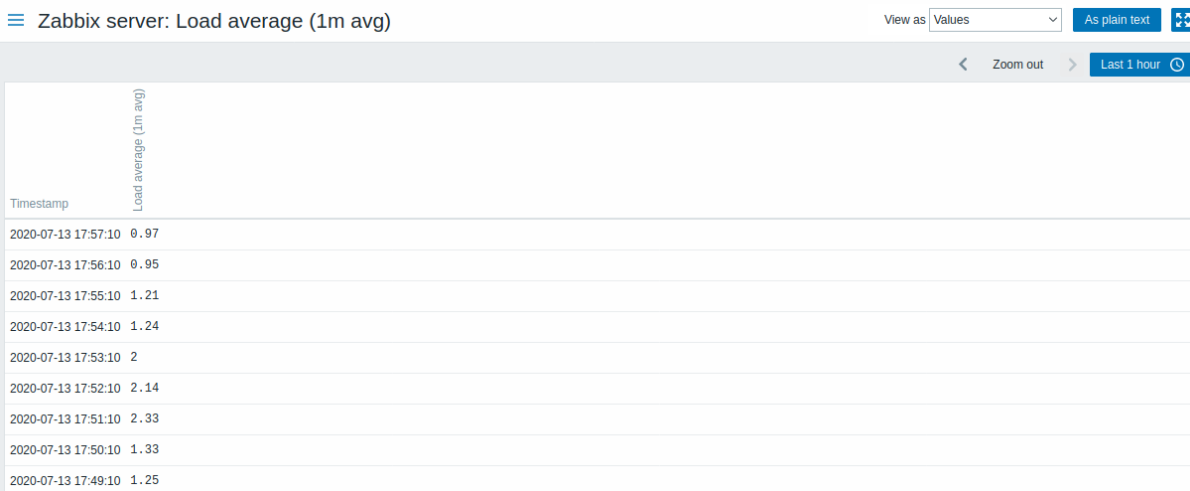 Zabbix server: Load average (1m avg)
View as Values As plain text
Zoom out Last 1 hour
Timestamp Load average (1m avg)
2020-07-13 17:57:10 0.97
2020-07-13 17:56:10 0.95
2020-07-13 17:55:10 1.21
2020-07-13 17:54:10 1.24
2020-07-13 17:53:10 2
2020-07-13 17:52:10 2.14
2020-07-13 17:51:10 2.33
2020-07-13 17:50:10 1.33
2020-07-13 17:49:10 1.25